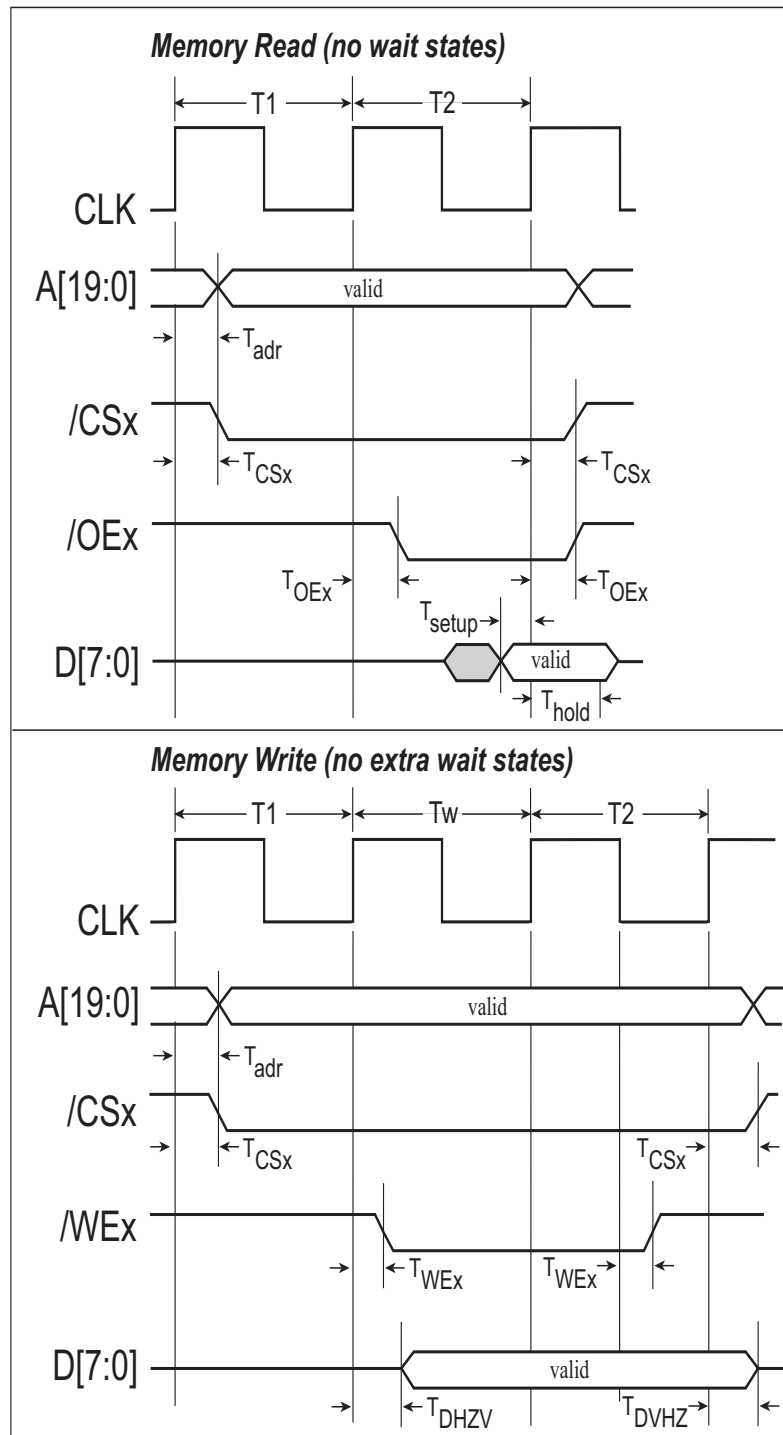 Memory Read (no wait states)
T1 T2
CLK
A[19:0] valid
Tadr
/CSx
TCSx TCSx
/OEx
TOEx TOEx
Tsetup
D[7:0] valid
Thold
Memory Write (no extra wait states)
T1 Tw T2
CLK
A[19:0] valid
Tadr
/CSx
TCSx TCSx
/WEx
TWEx TWEx
D[7:0] valid
TDHZV TDVHZ